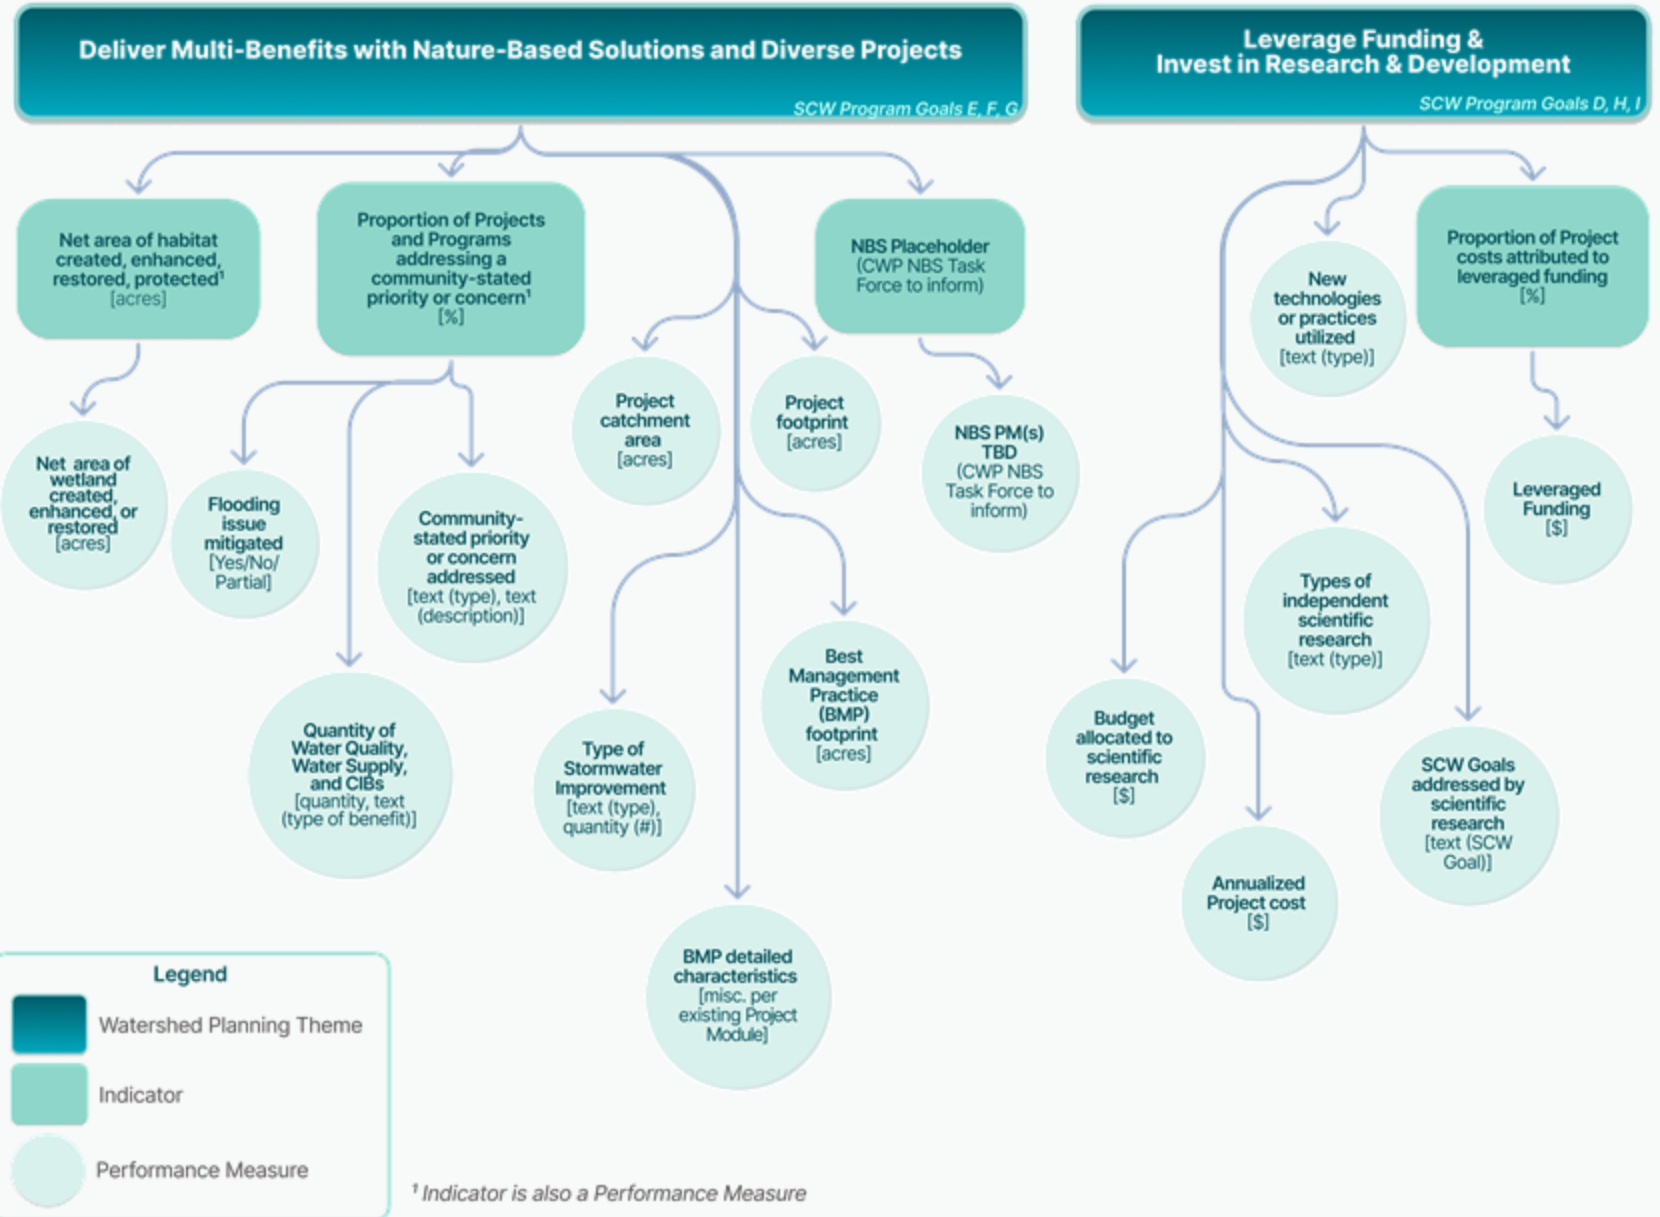 Deliver Multi-Benefits with Nature-Based Solutions and Diverse Projects
SCW Program Goals E, F, G
Leverage Funding &
Invest in Research & Development
SCW Program Goals D, H, I
Net area of habitat
created, enhanced,
restored, protected¹
[acres]
Proportion of Projects
and Programs
addressing a
community-stated
priority or concern¹
[%]
NBS Placeholder
(CWP NBS Task
Force to inform)
New
technologies
or practices
utilized
[text (type)]
Proportion of Project
costs attributed to
leveraged funding
[%]
Net area of
wetland
created,
enhanced, or
restored
[acres]
Flooding
issue
mitigated
[Yes/No/
Partial]
Community-
stated priority
or concern
addressed
[text (type), text
(description)]
Project
catchment
area
[acres]
Project
footprint
[acres]
NBS PM(s)
TBD
(CWP NBS
Task Force to
inform)
Leveraged
Funding
[$]
Types of
independent
scientific
research
[text (type)]
Quantity of
Water Quality,
Water Supply,
and CIBs
[quantity, text
(type of benefit)]
Type of
Stormwater
Improvement
[text (type),
quantity (#)]
Best
Management
Practice
(BMP)
footprint
[acres]
Budget
allocated to
scientific
research
[$]
SCW Goals
addressed by
scientific
research
[text (SCW
Goal)]
Annualized
Project cost
[$]
BMP detailed
characteristics
[misc. per
existing Project
Module]
Legend
Watershed Planning Theme
Indicator
Performance Measure
¹ Indicator is also a Performance Measure